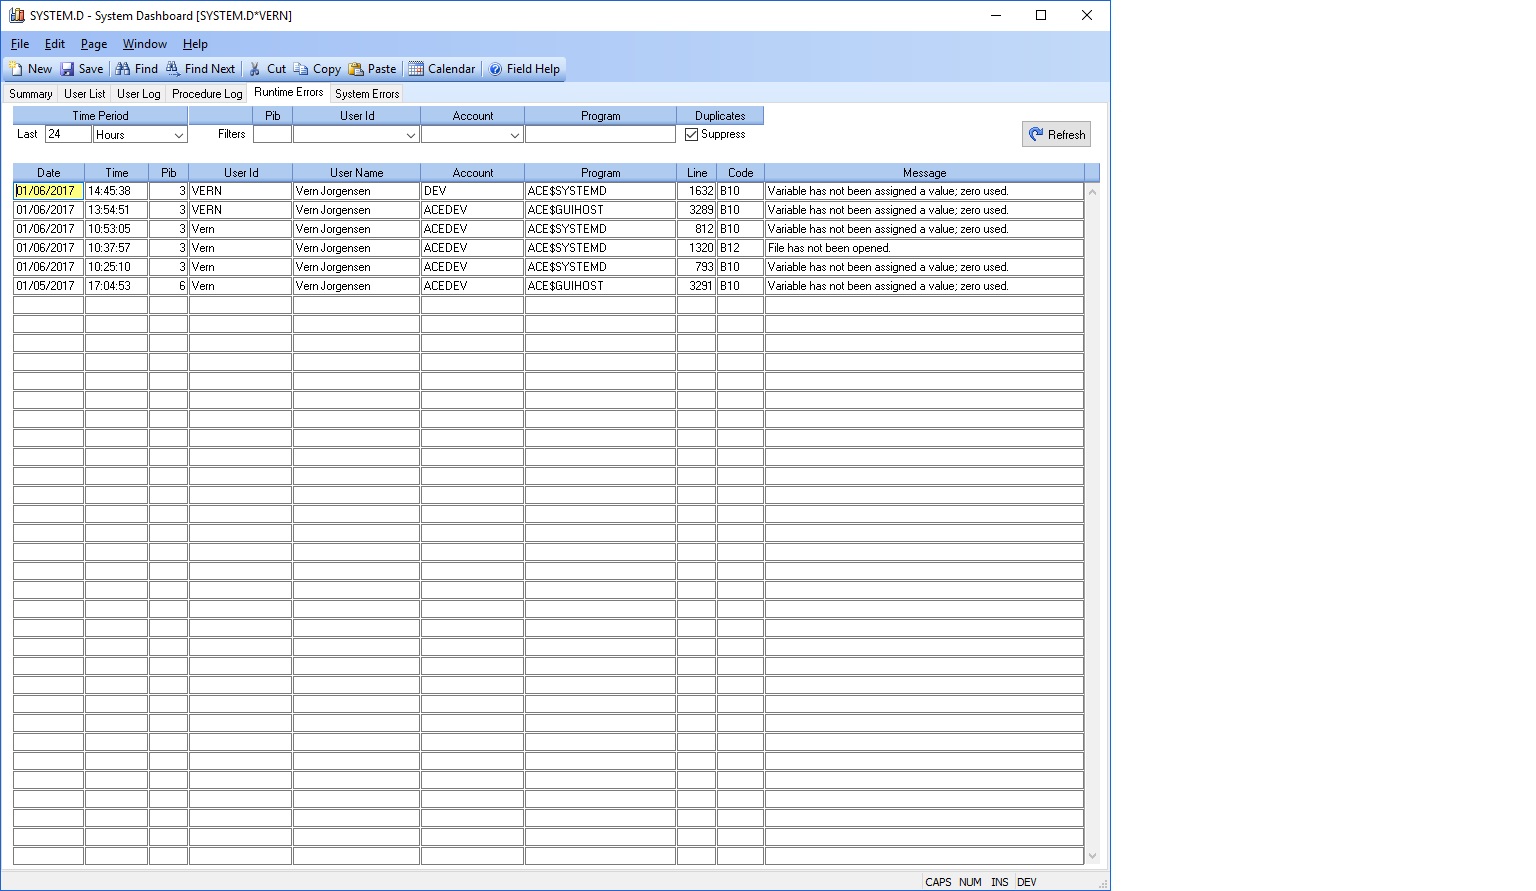 SYSTEM.D - System Dashboard [SYSTEM.D*VERN]
File Edit Page Window Help
New Save Find Find Next Cut Copy Paste Calendar Field Help
Summary User List User Log Procedure Log Runtime Errors System Errors
Time Period Pib User Id Account Program Duplicates
Last 24 Hours Filters Suppress
Refresh
Date Time Pib User Id User Name Account Program Line Code Message
01/06/2017 14:45:38 3 VERN Vern Jorgensen DEV ACE$SYSTEMD 1632 B10 Variable has not been assigned a value; zero used.
01/06/2017 13:54:51 3 VERN Vern Jorgensen ACEDEV ACE$GUIHOST 3289 B10 Variable has not been assigned a value; zero used.
01/06/2017 10:53:05 3 Vern Vern Jorgensen ACEDEV ACE$SYSTEMD 812 B10 Variable has not been assigned a value; zero used.
01/06/2017 10:37:57 3 Vern Vern Jorgensen ACEDEV ACE$SYSTEMD 1320 B12 File has not been opened.
01/06/2017 10:25:10 3 Vern Vern Jorgensen ACEDEV ACE$SYSTEMD 793 B10 Variable has not been assigned a value; zero used.
01/05/2017 17:04:53 6 Vern Vern Jorgensen ACEDEV ACE$GUIHOST 3291 B10 Variable has not been assigned a value; zero used.
CAPS NUM INS DEV